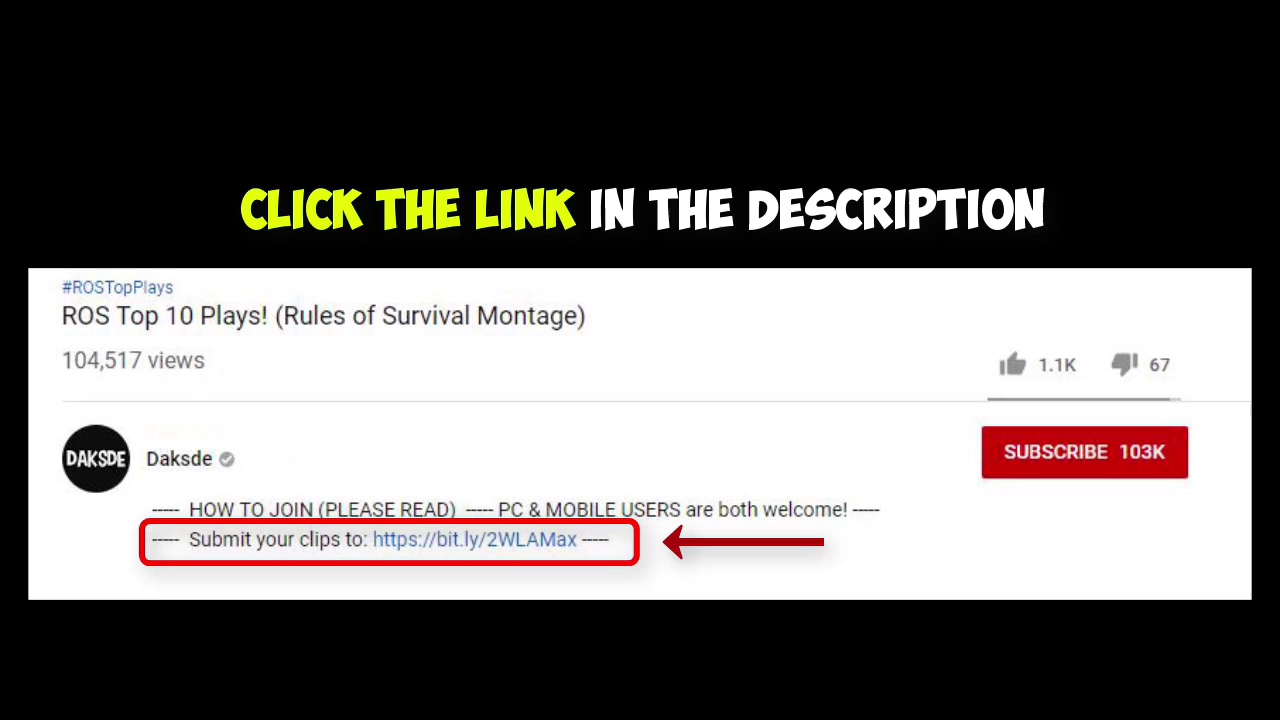 CLICK THE LINK IN THE DESCRIPTION
#ROSTopPlays
ROS Top 10 Plays! (Rules of Survival Montage)
104,517 views
1.1K 67
DAKSDE
Daksde
SUBSCRIBE 103K
----- HOW TO JOIN (PLEASE READ) ----- PC & MOBILE USERS are both welcome! -----
----- Submit your clips to: https://bit.ly/2WLAMax -----